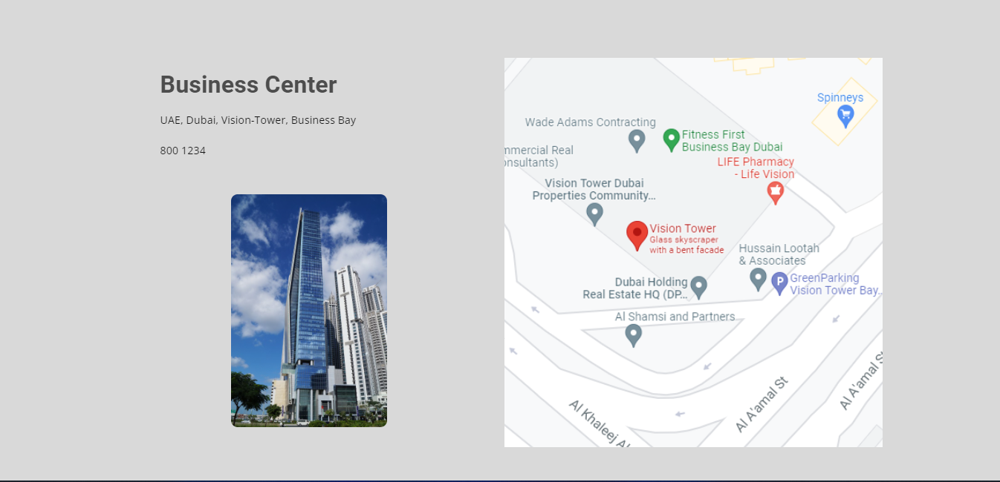 Business Center
UAE, Dubai, Vision-Tower, Business Bay
800 1234
Spinneys
Wade Adams Contracting
Fitness First
Business Bay Dubai
mmercial Real
onsultants)
LIFE Pharmacy
- Life Vision
Vision Tower Dubai
Properties Community...
Vision Tower
Glass skyscraper
with a bent facade
Hussain Lootah
& Associates
Dubai Holding
Real Estate HQ (DP...
P
GreenParking
Vision Tower Bay...
Al Shamsi and Partners
Al Khaleej Al
Al A'amal St
Al A'amal St